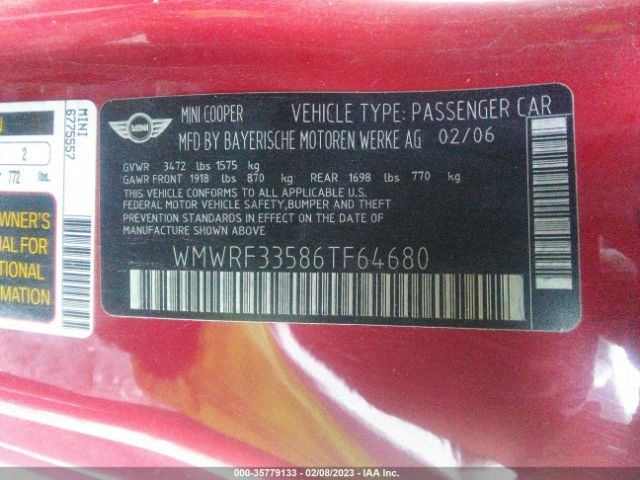 MINI
MINI COOPER VEHICLE TYPE: PASSENGER CAR
MFD BY BAYERISCHE MOTOREN WERKE AG 02/06
GVWR 3472 lbs 1575 kg
GAWR FRONT 1918 lbs 870 kg REAR 1698 lbs 770 kg
THIS VEHICLE CONFORMS TO ALL APPLICABLE U.S.
FEDERAL MOTOR VEHICLE SAFETY,BUMPER AND THEFT
PREVENTION STANDARDS IN EFFECT ON THE DATE OF
MANUFACTURE SHOWN ABOVE.
WMWRF33586TF64680
MINI
6775557
2
772 lbs.
OWNER'S
FOR
MATION
000-35779133 - 02/08/2023 - IAA Inc.